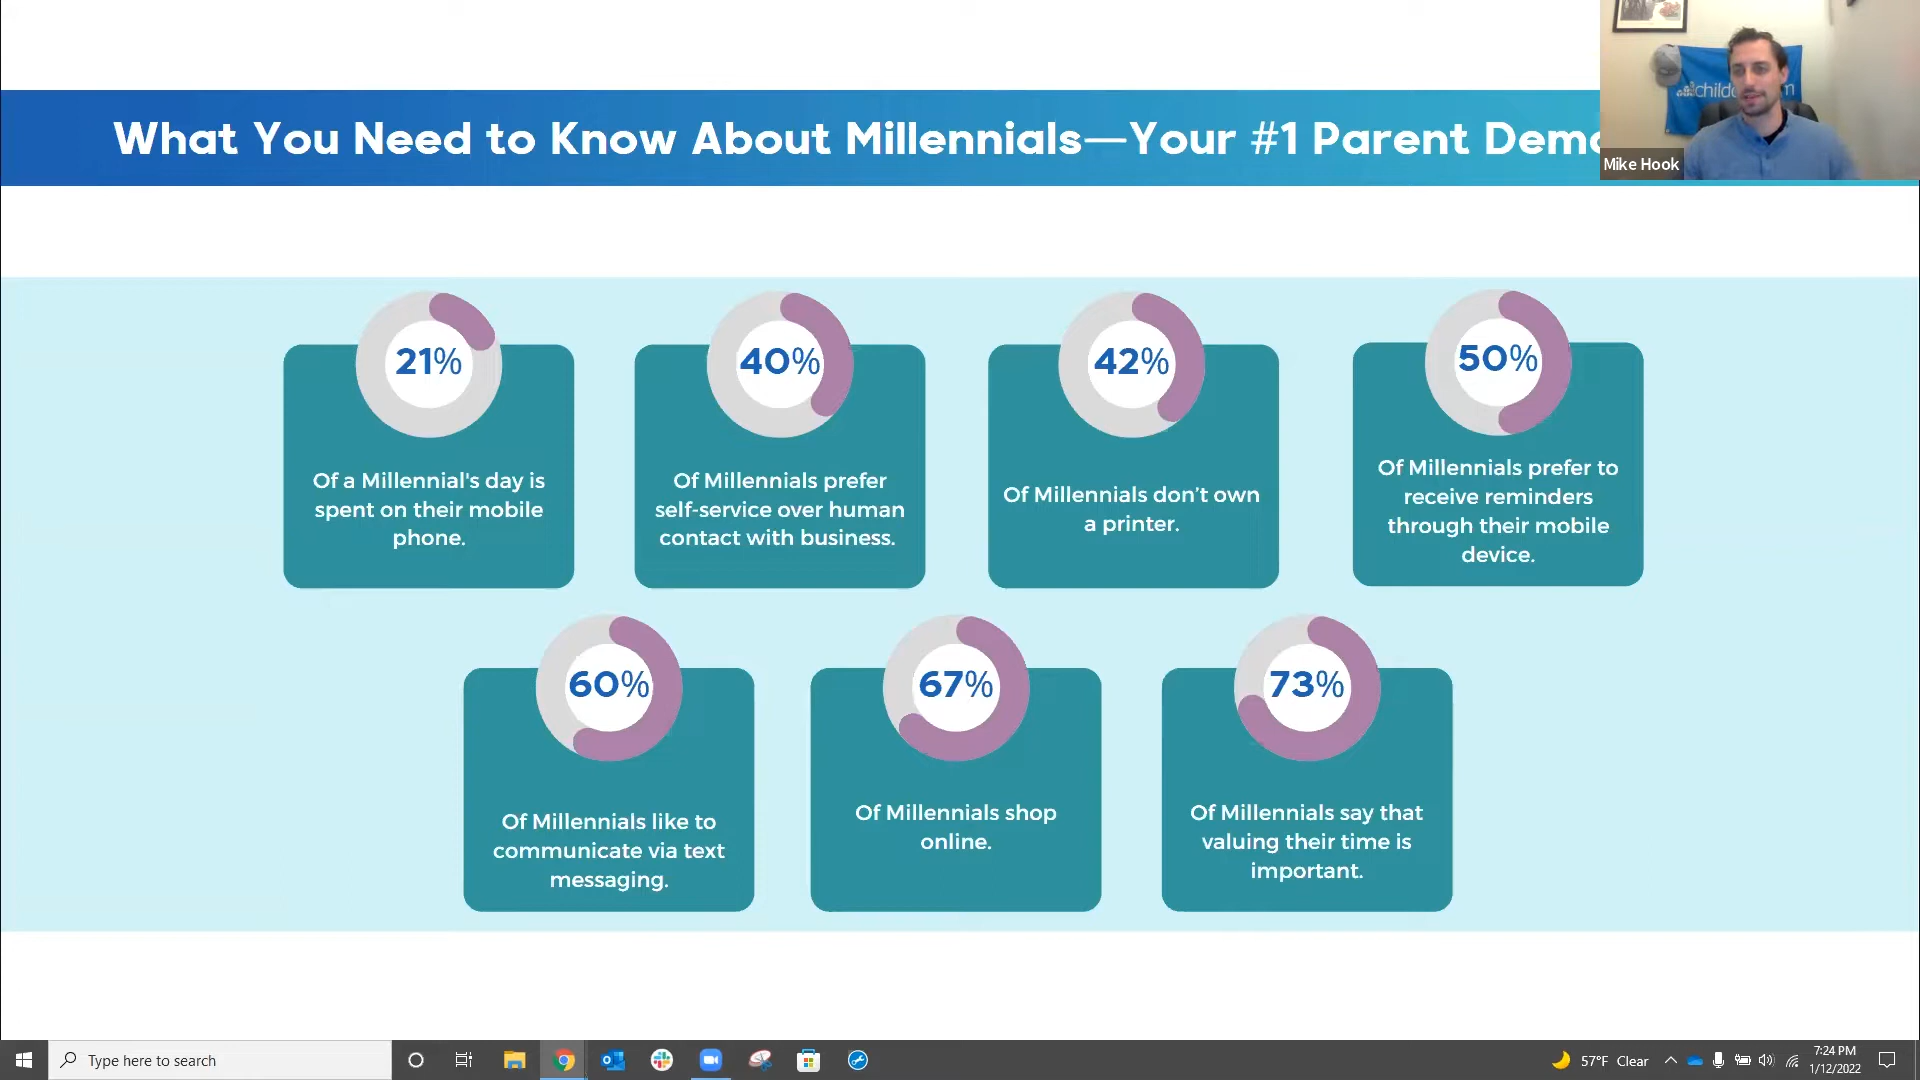 What You Need to Know About Millennials—Your #1 Parent
Mike Hook
21%
Of a Millennial's day is
spent on their mobile
phone.
40%
Of Millennials prefer
self-service over human
contact with business.
42%
Of Millennials don’t own
a printer.
50%
Of Millennials prefer to
receive reminders
through their mobile
device.
60%
Of Millennials like to
communicate via text
messaging.
67%
Of Millennials shop
online.
73%
Of Millennials say that
valuing their time is
important.
Type here to search
57°F Clear
7:24 PM
1/12/2022